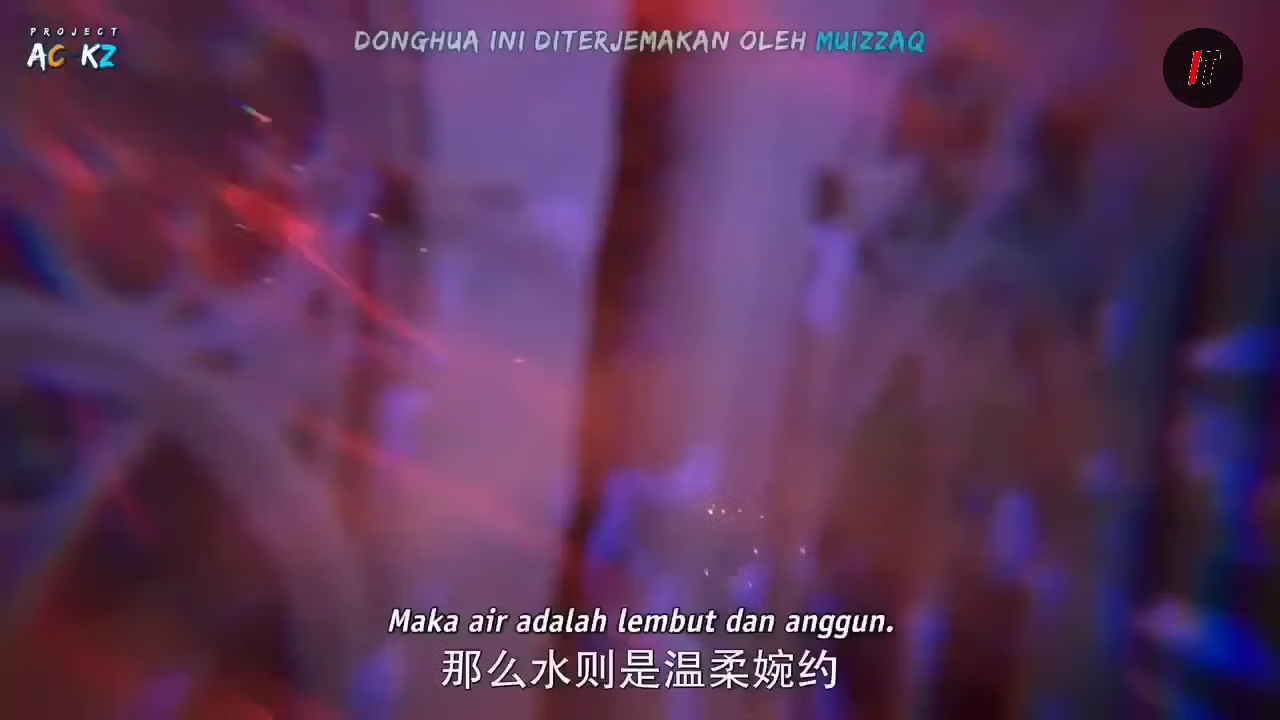 PROJECT
AC KZ
DONGHUA INI DITERJEMAKAN OLEH MUIZZAQ
Maka air adalah lembut dan anggun.
那么水则是温柔婉约